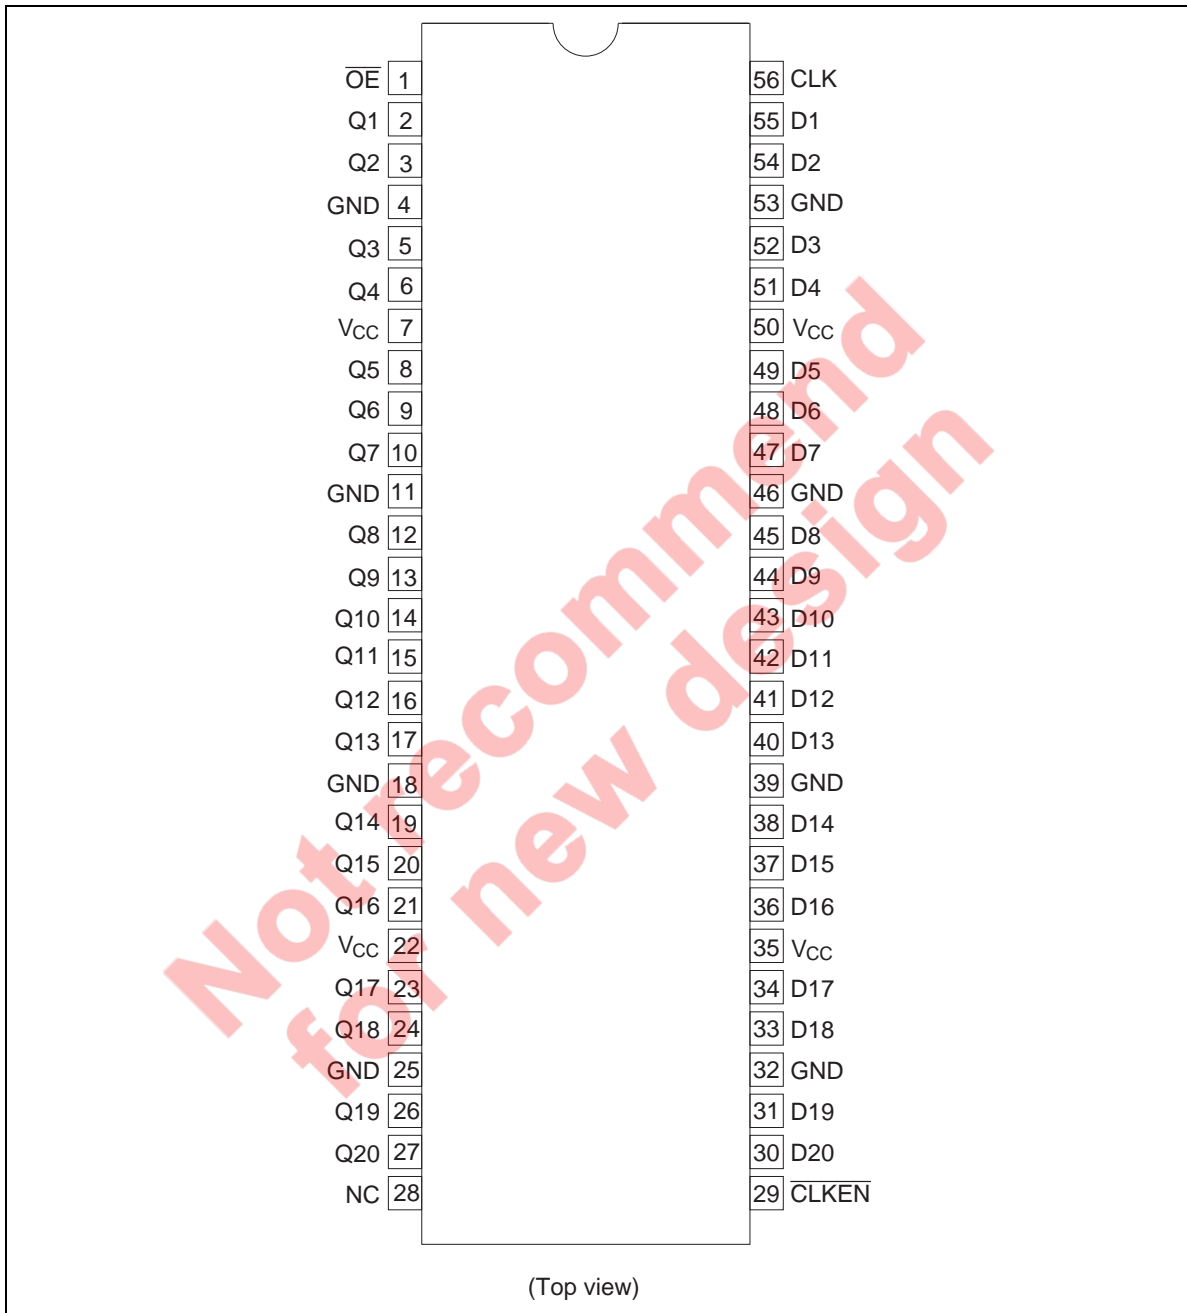 O̅E̅ 1 56 CLK
Q1 2 55 D1
Q2 3 54 D2
GND 4 53 GND
Q3 5 52 D3
Q4 6 51 D4
VCC 7 50 VCC
Q5 8 49 D5
Q6 9 48 D6
Q7 10 47 D7
GND 11 46 GND
Q8 12 45 D8
Q9 13 44 D9
Q10 14 43 D10
Q11 15 42 D11
Q12 16 41 D12
Q13 17 40 D13
GND 18 39 GND
Q14 19 38 D14
Q15 20 37 D15
Q16 21 36 D16
VCC 22 35 VCC
Q17 23 34 D17
Q18 24 33 D18
GND 25 32 GND
Q19 26 31 D19
Q20 27 30 D20
NC 28 29 C̅L̅K̅E̅N̅
(Top view)
Not recommend
for new design